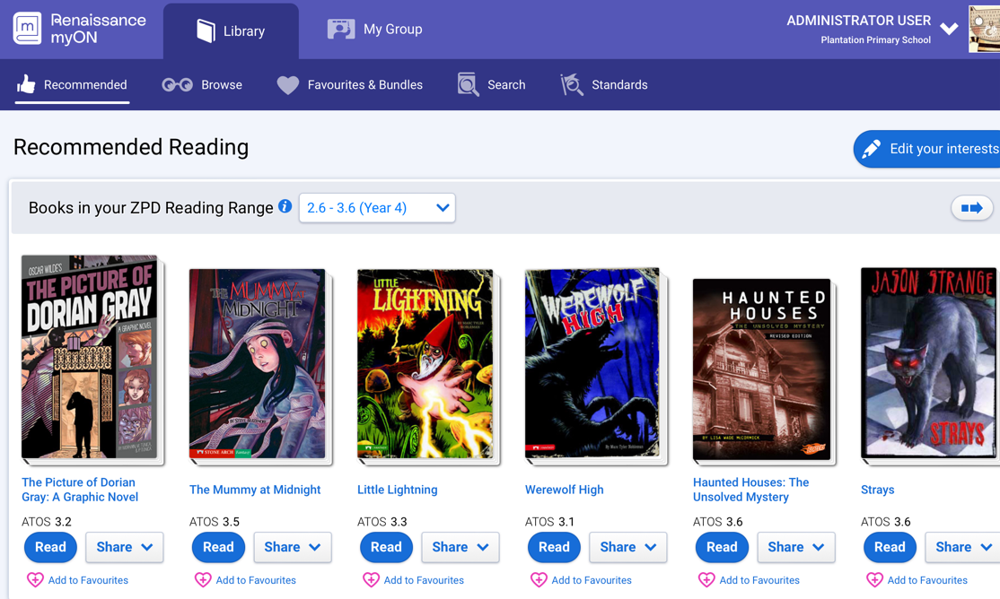 Renaissance
myON
Library
My Group
ADMINISTRATOR USER
Plantation Primary School
Recommended
Browse
Favourites & Bundles
Search
Standards
Recommended Reading
Edit your interests
Books in your ZPD Reading Range
2.6 - 3.6 (Year 4)
OSCAR WILDE'S
THE PICTURE OF
DORIAN GRAY
A GRAPHIC NOVEL
THE MUMMY AT
MIDNIGHT
STONE ARCH
LITTLE
LIGHTNING
WEREWOLF
HIGH
By Marc Tyler Nobleman
HAUNTED
HOUSES
THE UNSOLVED MYSTERY
REVISED EDITION
BY LISA WADE McCORMICK
JASON STRANGE
STRAYS
The Picture of Dorian
Gray: A Graphic Novel
The Mummy at Midnight
Little Lightning
Werewolf High
Haunted Houses: The
Unsolved Mystery
Strays
ATOS 3.2
ATOS 3.5
ATOS 3.3
ATOS 3.1
ATOS 3.6
ATOS 3.6
Read
Share
Read
Share
Read
Share
Read
Share
Read
Share
Read
Share
Add to Favourites
Add to Favourites
Add to Favourites
Add to Favourites
Add to Favourites
Add to Favourites